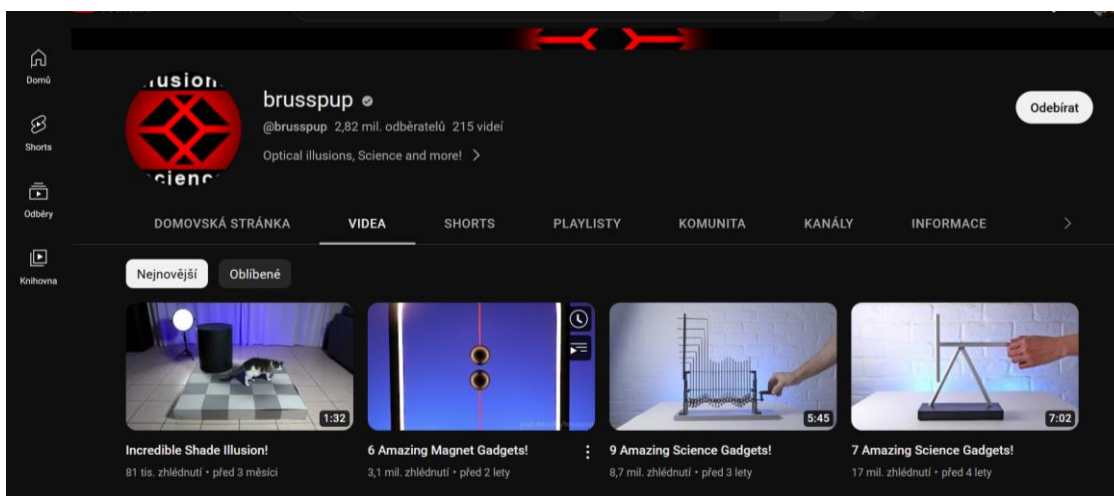 Domů
Shorts
Odběry
Knihovna
brusspup
@brusspup 2,82 mil. odběratelů 215 videí
Optical illusions, Science and more!
Odebírat
DOMOVSKÁ STRÁNKA VIDEA SHORTS PLAYLISTY KOMUNITA KANÁLY INFORMACE
Nejnovější Oblíbené
1:32 5:45 7:02
Incredible Shade Illusion! 6 Amazing Magnet Gadgets! 9 Amazing Science Gadgets! 7 Amazing Science Gadgets!
81 tis. zhlédnutí • před 3 měsíci 3,1 mil. zhlédnutí • před 2 lety 8,7 mil. zhlédnutí • před 3 lety 17 mil. zhlédnutí • před 4 lety